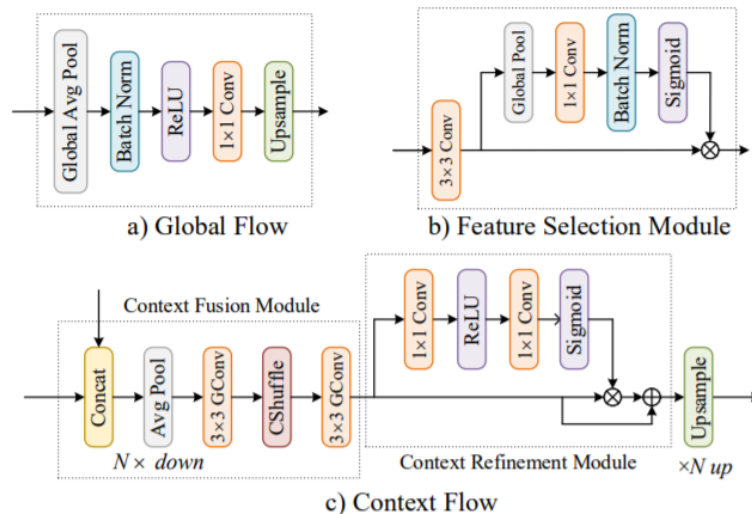 Global Avg Pool
Batch Norm
ReLU
1×1 Conv
Upsample
a) Global Flow
3×3 Conv
Global Pool
1×1 Conv
Batch Norm
Sigmoid
b) Feature Selection Module
Context Fusion Module
Concat
Avg Pool
3×3 GConv
CShuffle
3×3 GConv
N× down
1×1 Conv
ReLU
1×1 Conv
Sigmoid
Context Refinement Module
Upsample
×N up
c) Context Flow